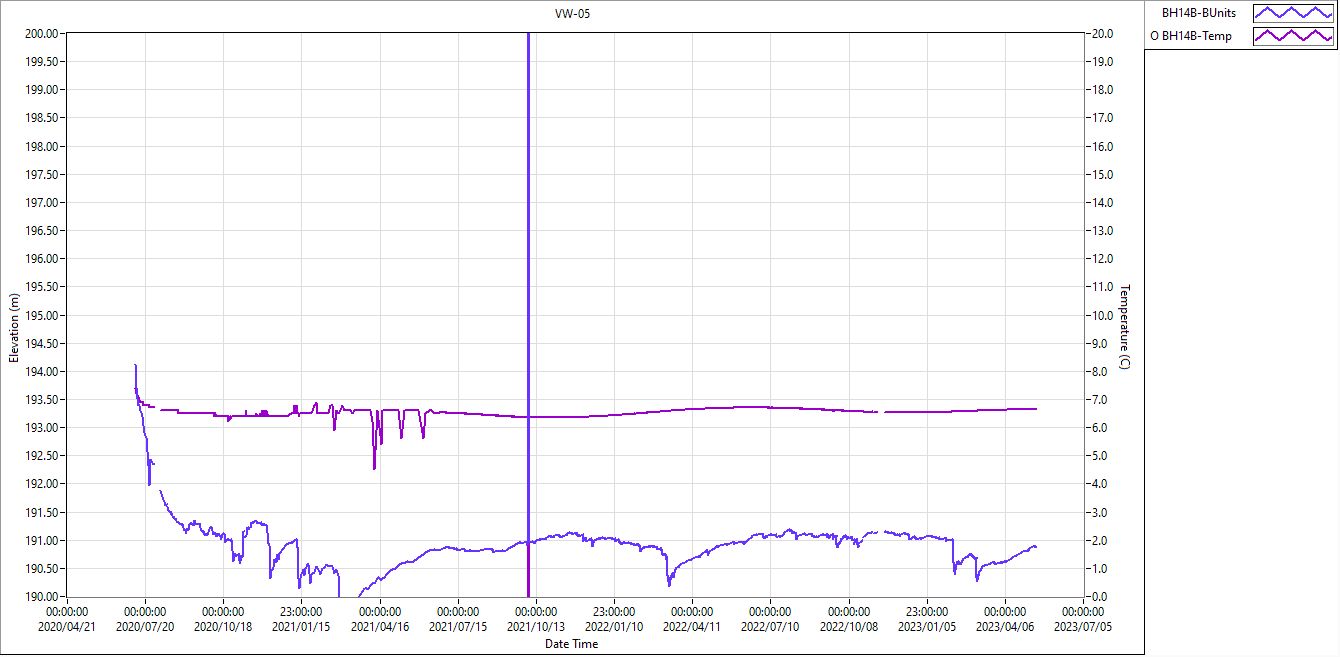 VW-05
BH14B-BUnits
O BH14B-Temp
200.00 20.0
199.50 19.0
199.00 18.0
198.50 17.0
198.00 16.0
197.50 15.0
197.00 14.0
196.50 13.0
196.00 12.0
195.50 11.0
195.00 10.0
194.50 9.0
194.00 8.0
193.50 7.0
193.00 6.0
192.50 5.0
192.00 4.0
191.50 3.0
191.00 2.0
190.50 1.0
190.00 0.0
Elevation (m)
Temperature (C)
00:00:00 00:00:00 00:00:00 23:00:00 00:00:00 00:00:00 00:00:00 23:00:00 00:00:00 00:00:00 00:00:00 23:00:00 00:00:00 00:00:00
2020/04/21 2020/07/20 2020/10/18 2021/01/15 2021/04/16 2021/07/15 2021/10/13 2022/01/10 2022/04/11 2022/07/10 2022/10/08 2023/01/05 2023/04/06 2023/07/05
Date Time